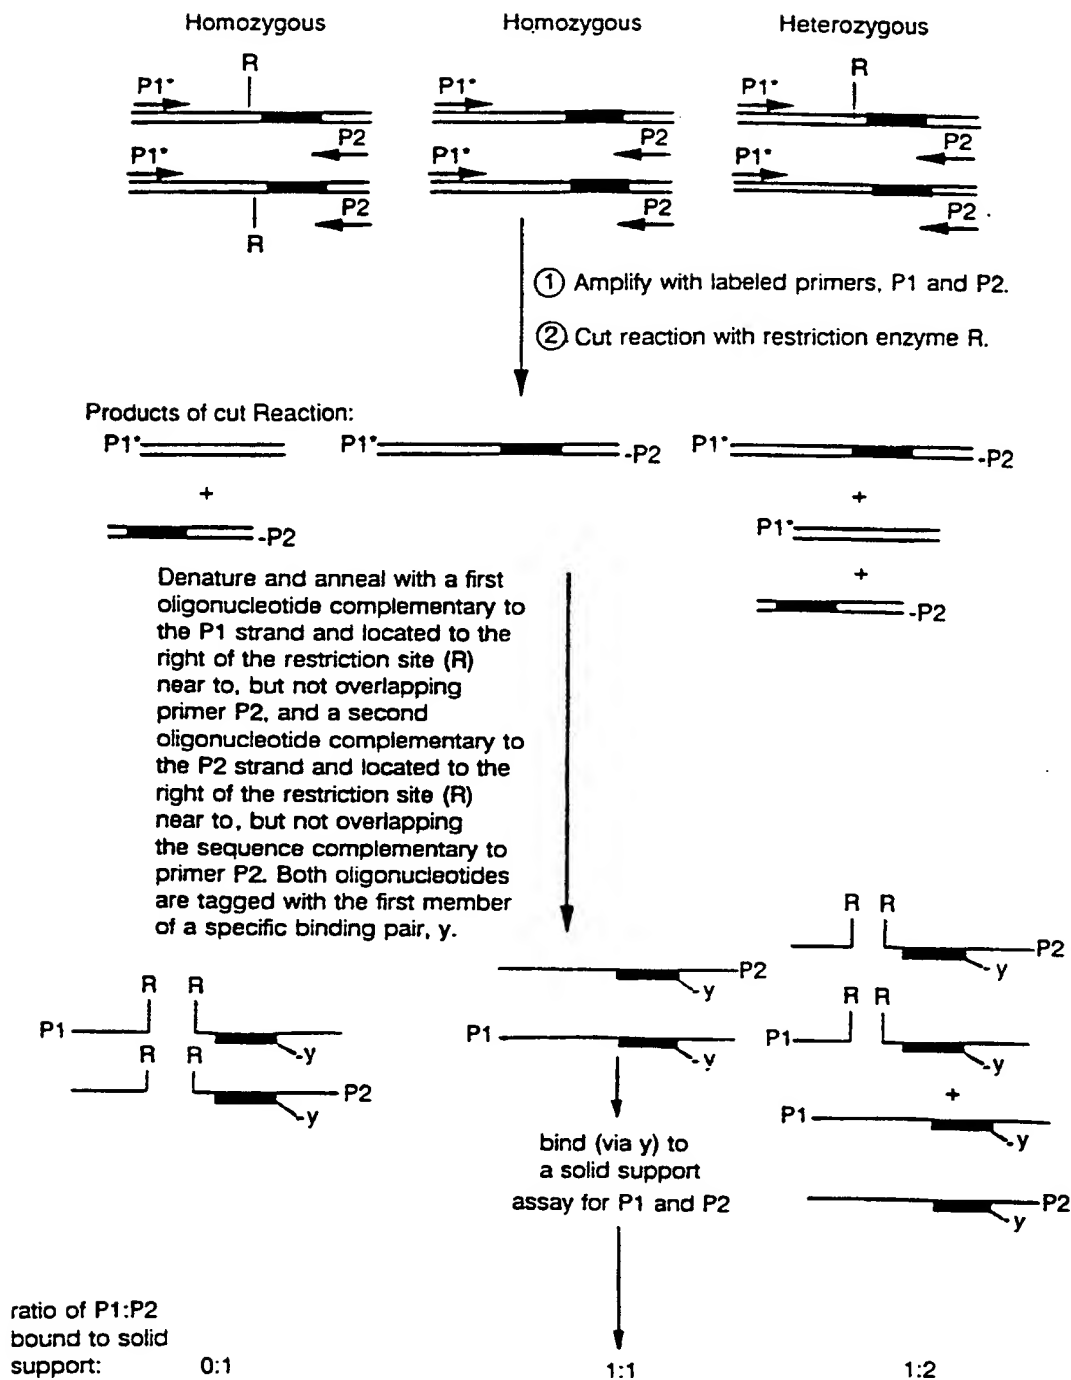 Homozygous
Homozygous
Heterozygous
R
R
P1*
P1*
P1*
P2
P2
P2
P1*
P1*
P1*
P2
P2
P2
R
① Amplify with labeled primers, P1 and P2.
② Cut reaction with restriction enzyme R.
Products of cut Reaction:
P1*
P1*
-P2
P1*
-P2
+
+
-P2
P1*
+
-P2
Denature and anneal with a first
oligonucleotide complementary to
the P1 strand and located to the
right of the restriction site (R)
near to, but not overlapping
primer P2, and a second
oligonucleotide complementary to
the P2 strand and located to the
right of the restriction site (R)
near to, but not overlapping
the sequence complementary to
primer P2. Both oligonucleotides
are tagged with the first member
of a specific binding pair, y.
R R
P1
-y
R R
P2
-y
P2
-y
P1
-y
R R
P2
-y
R R
P1
-y
+
P1
-y
P2
-y
bind (via y) to
a solid support
assay for P1 and P2
ratio of P1:P2
bound to solid
support: 0:1 1:1 1:2